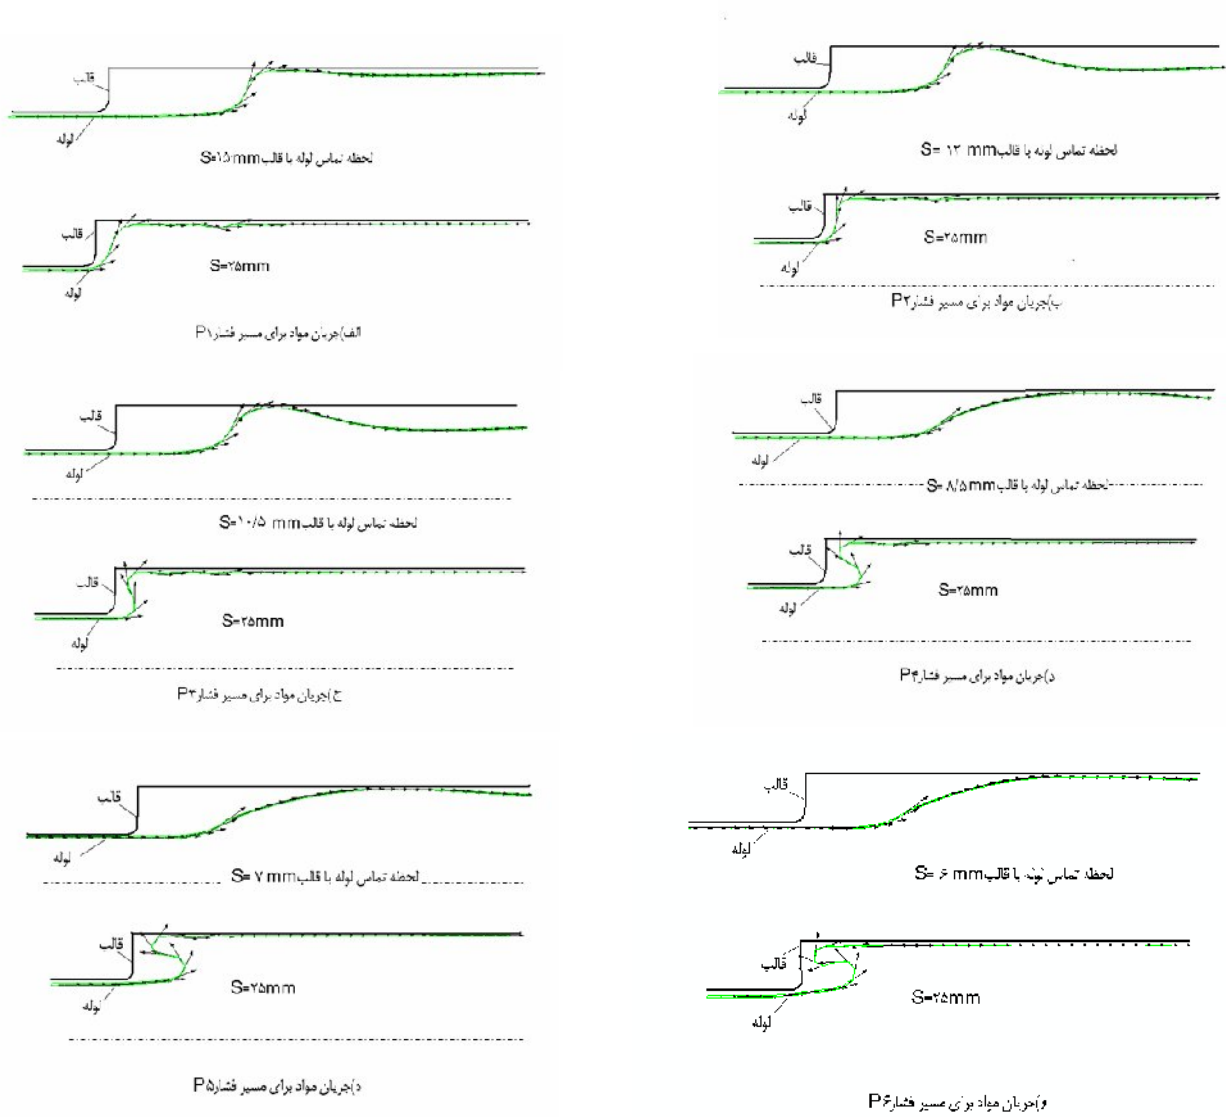 قالب
لوله
لحظه تماس لوله با قالب S=۱۵ mm
قالب
S=۲۵mm
لوله
الف)جریان مواد برای مسیر فشار P۱
قالب
لوله
لحظه تماس لوله با قالب S= ۱۲ mm
قالب
S=۲۵mm
لوله
ب)جریان مواد برای مسیر فشار P۲
قالب
لوله
لحظه تماس لوله با قالب S=۱۰/۵ mm
قالب
S=۲۵mm
لوله
ج)جریان مواد برای مسیر فشار P۳
قالب
لوله
لحظه تماس لوله با قالب S= ۸/۵ mm
قالب
S=۲۵mm
لوله
د)جریان مواد برای مسیر فشار P۴
قالب
لوله
لحظه تماس لوله با قالب S= ۷ mm
قالب
S=۲۵mm
لوله
د)جریان مواد برای مسیر فشار P۵
قالب
لوله
لحظه تماس لوله با قالب S= ۶ mm
قالب
S=۲۵mm
لوله
و)جریان مواد برای مسیر فشار P۶